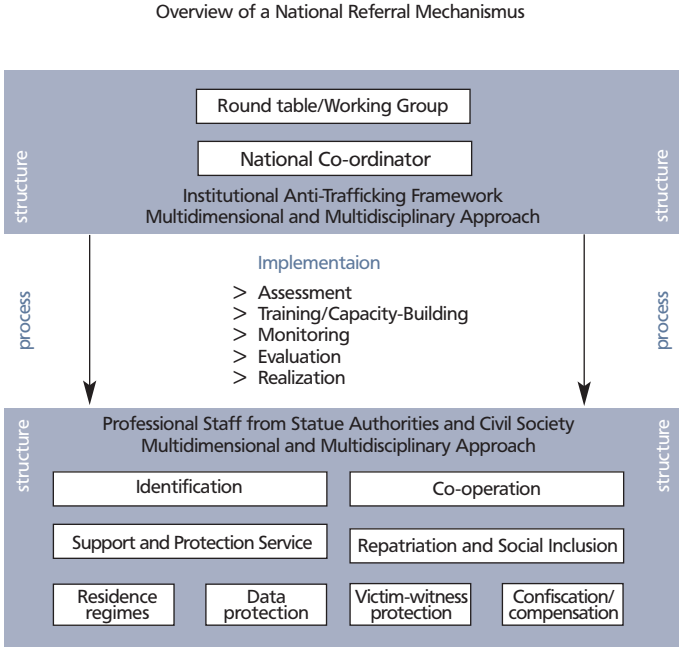 Overview of a National Referral Mechanismus
Round table/Working Group
National Co-ordinator
Institutional Anti-Trafficking Framework
Multidimensional and Multidisciplinary Approach
structure
structure
Implementaion
> Assessment
> Training/Capacity-Building
> Monitoring
> Evaluation
> Realization
process
process
Professional Staff from Statue Authorities and Civil Society
Multidimensional and Multidisciplinary Approach
structure
structure
Identification
Co-operation
Support and Protection Service
Repatriation and Social Inclusion
Residence
regimes
Data
protection
Victim-witness
protection
Confiscation/
compensation